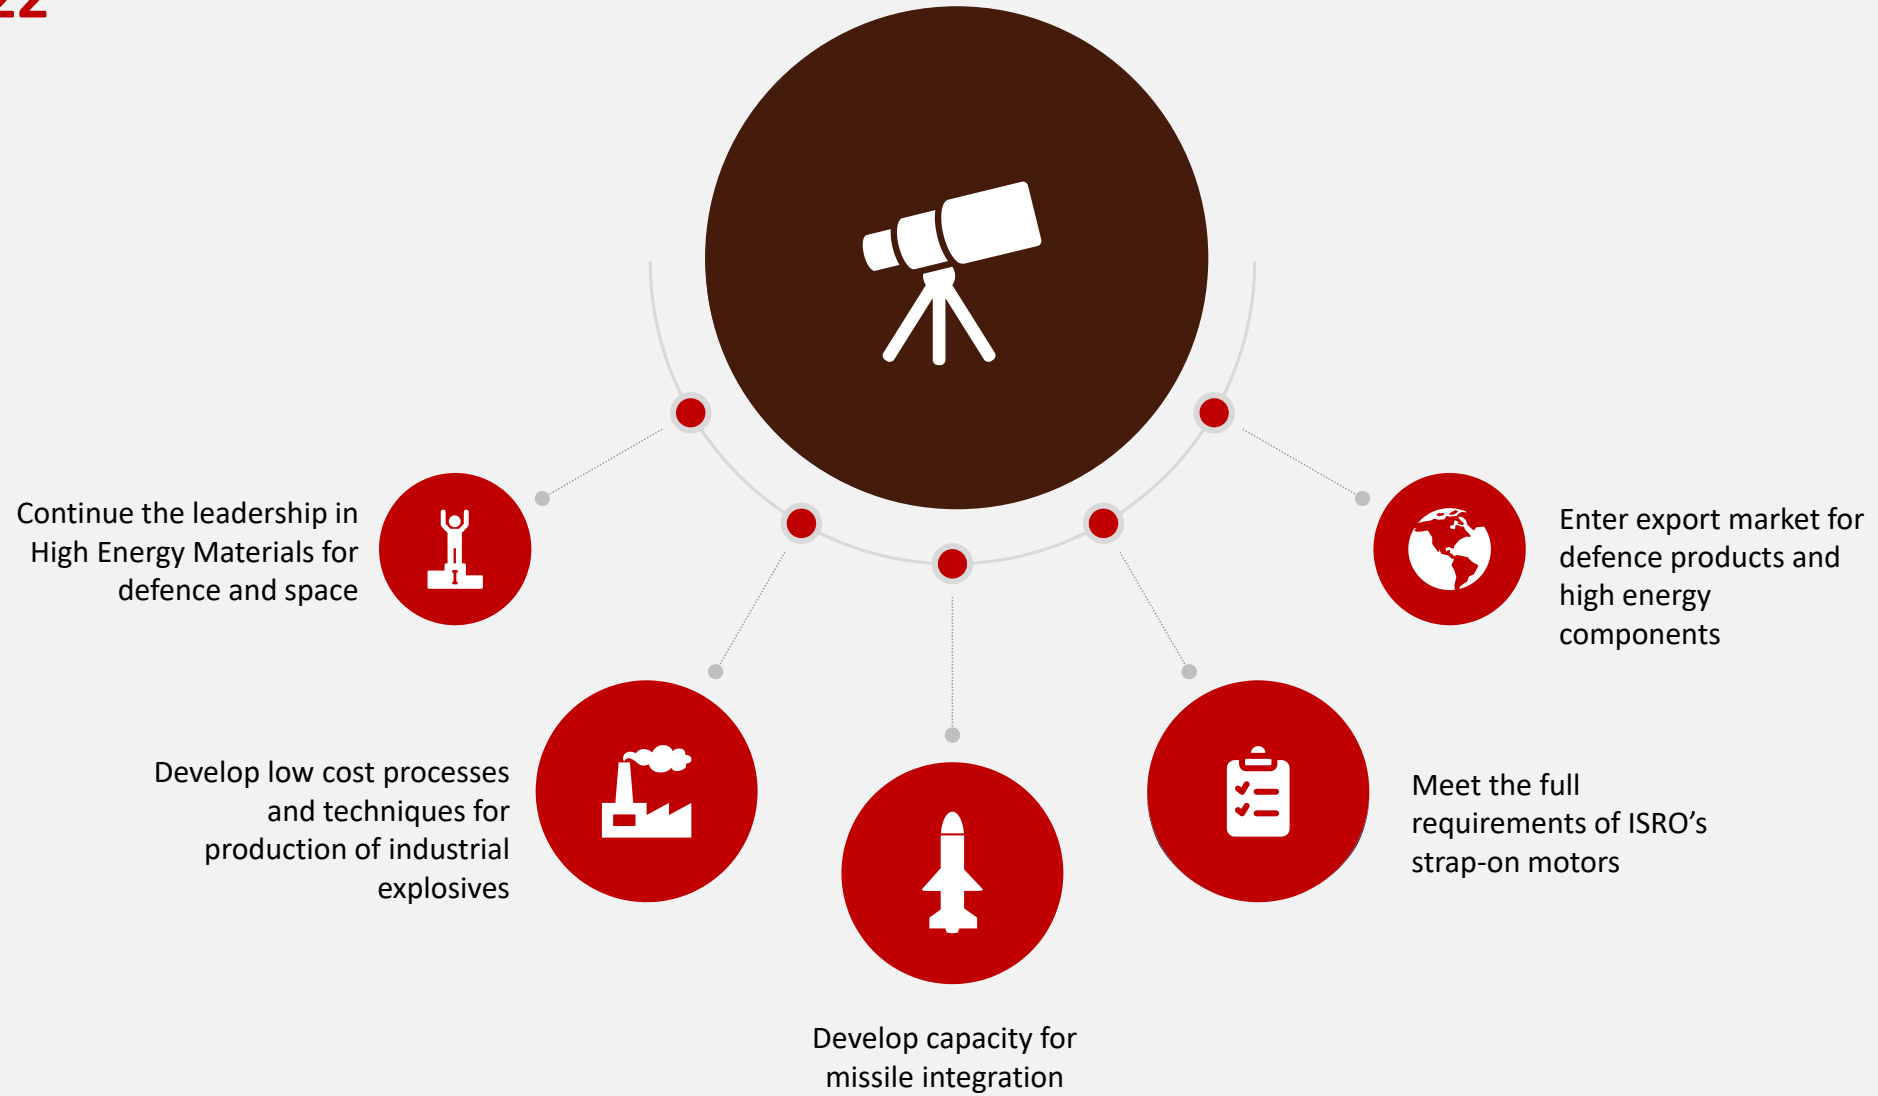 22
Continue the leadership in
High Energy Materials for
defence and space
Develop low cost processes
and techniques for
production of industrial
explosives
Develop capacity for
missile integration
Meet the full
requirements of ISRO’s
strap-on motors
Enter export market for
defence products and
high energy
components